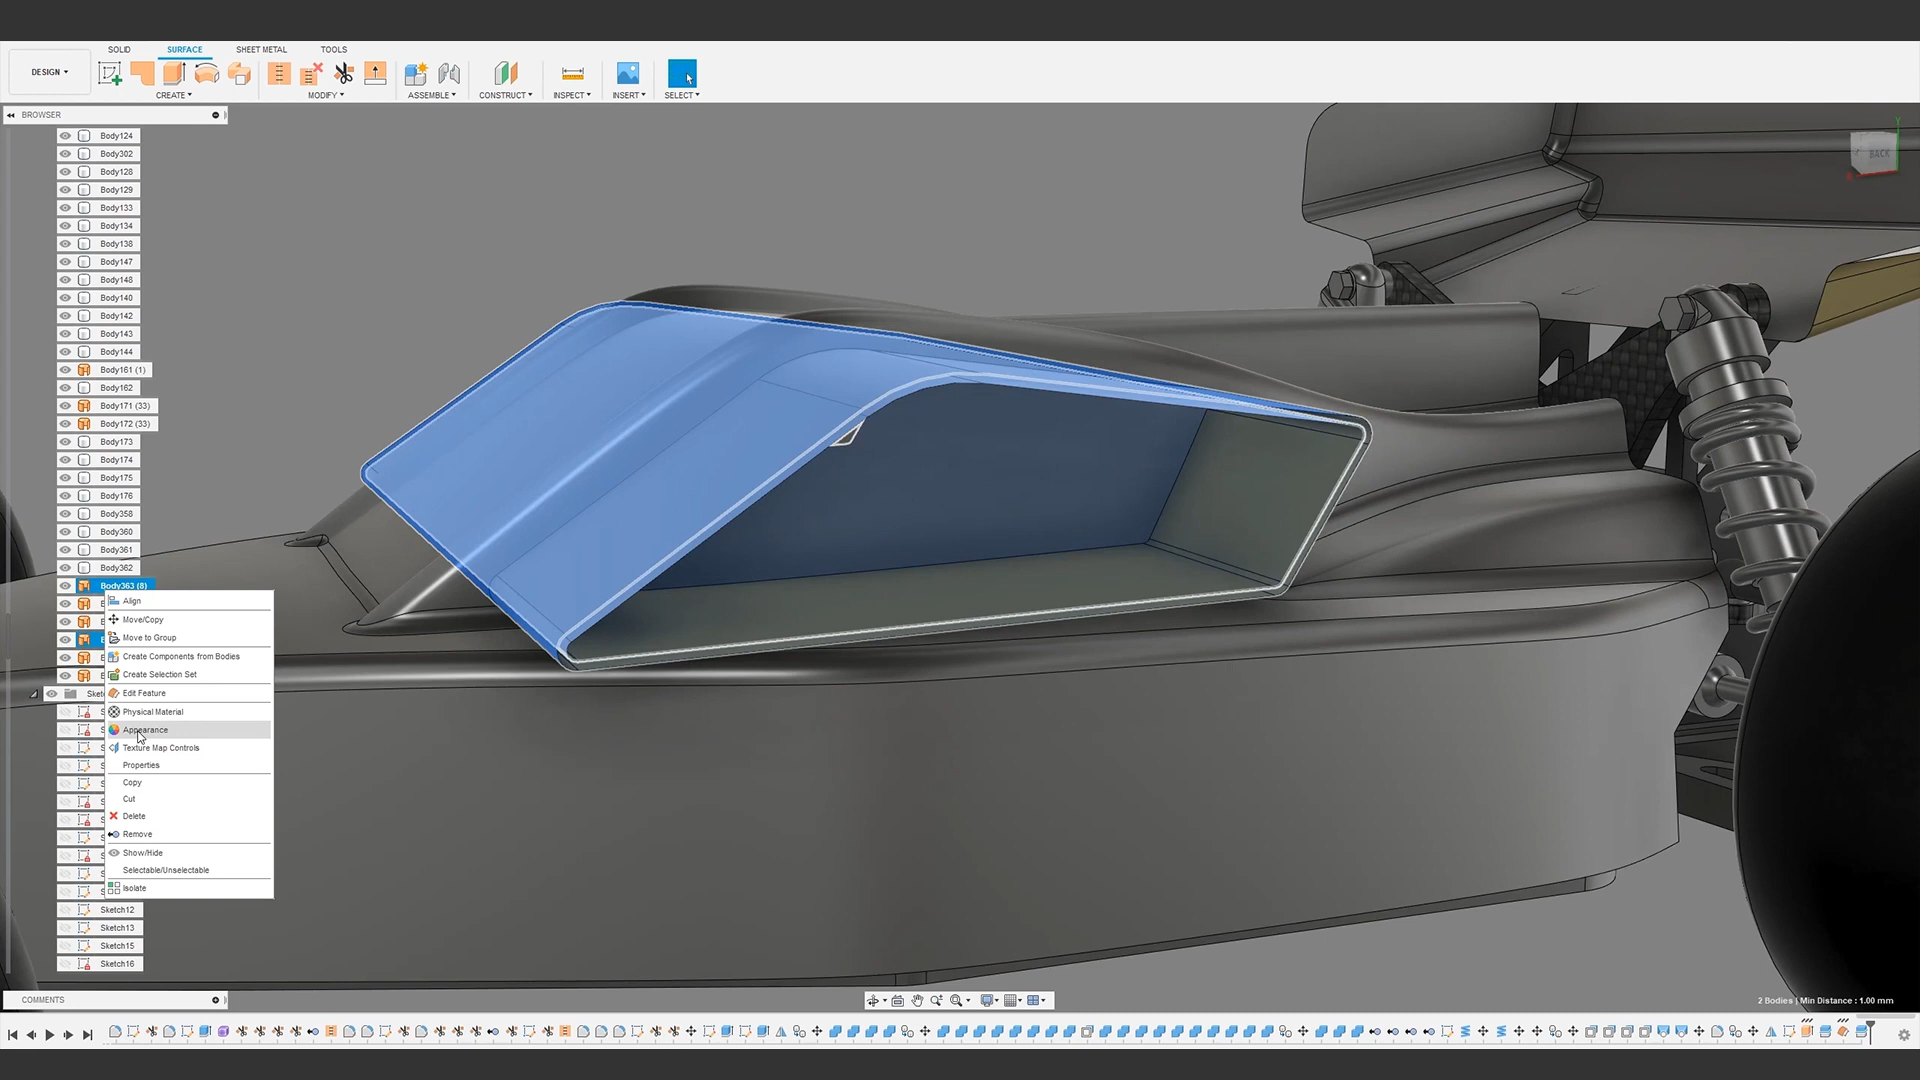 SOLID SURFACE SHEET METAL TOOLS
DESIGN
CREATE MODIFY ASSEMBLE CONSTRUCT INSPECT INSERT SELECT
BROWSER
BACK
Body124
Body302
Body128
Body129
Body133
Body134
Body138
Body147
Body148
Body140
Body142
Body143
Body144
Body161 (1)
Body162
Body171 (33)
Body172 (33)
Body173
Body174
Body175
Body176
Body358
Body360
Body361
Body362
Body363 (8)
Align
Move/Copy
Move to Group
Create Components from Bodies
Create Selection Set
Edit Feature
Physical Material
Appearance
Texture Map Controls
Properties
Copy
Cut
Delete
Remove
Show/Hide
Selectable/Unselectable
Isolate
Sketch12
Sketch13
Sketch15
Sketch16
COMMENTS
2 Bodies | Min Distance : 1.00 mm